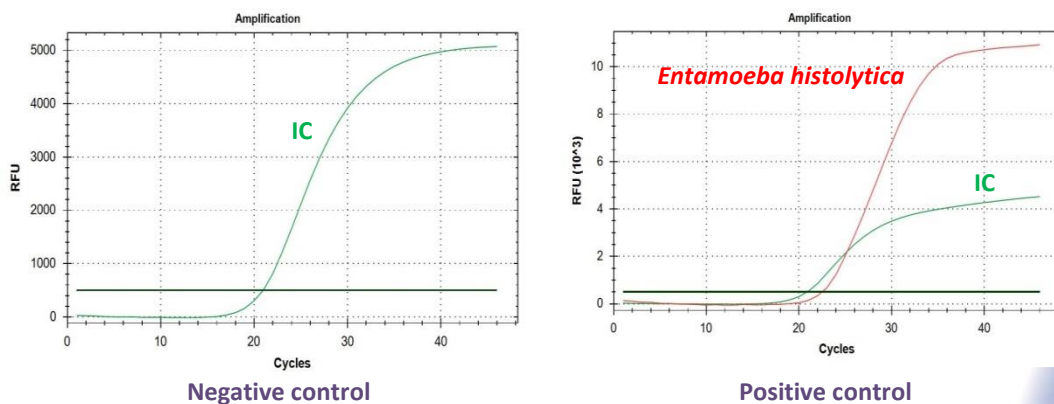 Amplification
5000
4000
3000
2000
1000
0
RFU
IC
0 10 20 30 40
Cycles
Negative control
Amplification
10
8
6
4
2
0
RFU (10^3)
Entamoeba histolytica
IC
0 10 20 30 40
Cycles
Positive control